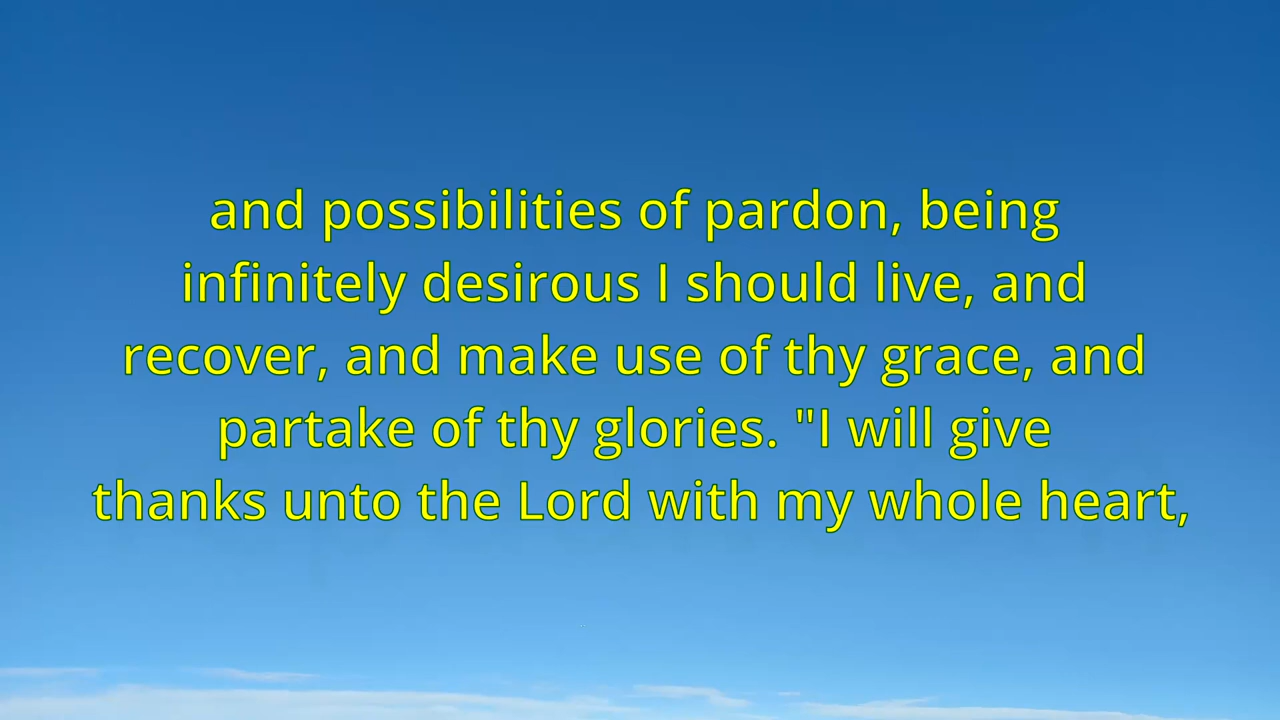 and possibilities of pardon, being
infinitely desirous I should live, and
recover, and make use of thy grace, and
partake of thy glories. "I will give
thanks unto the Lord with my whole heart,